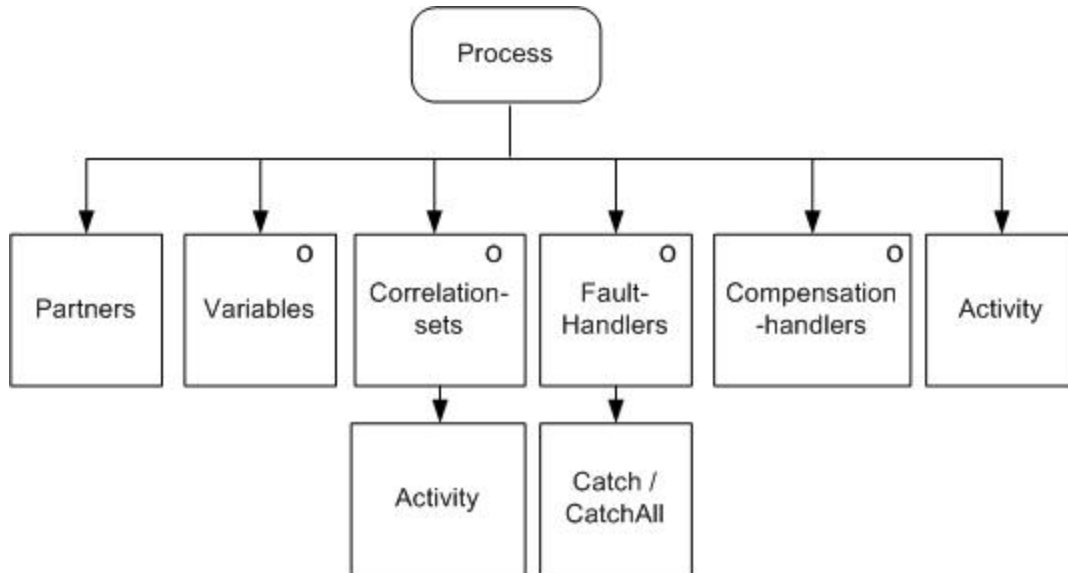 Process
O
O
O
O
Partners
Variables
Correlation-
sets
Fault-
Handlers
Compensation
-handlers
Activity
Activity
Catch /
CatchAll